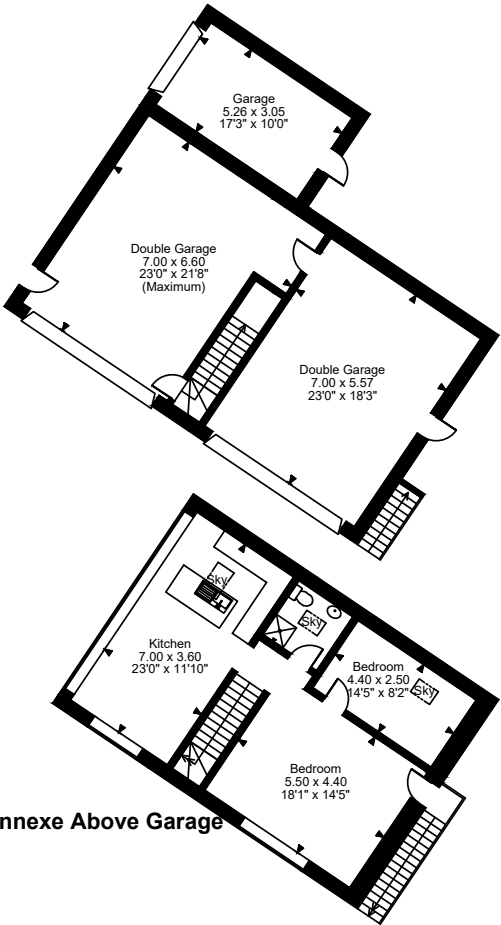 Garage
5.26 x 3.05
17'3" x 10'0"
Double Garage
7.00 x 6.60
23'0" x 21'8"
(Maximum)
Double Garage
7.00 x 5.57
23'0" x 18'3"
Sky
Sky
Kitchen
7.00 x 3.60
23'0" x 11'10"
Bedroom
4.40 x 2.50
14'5" x 8'2"
Sky
Bedroom
5.50 x 4.40
18'1" x 14'5"
nnexe Above Garage